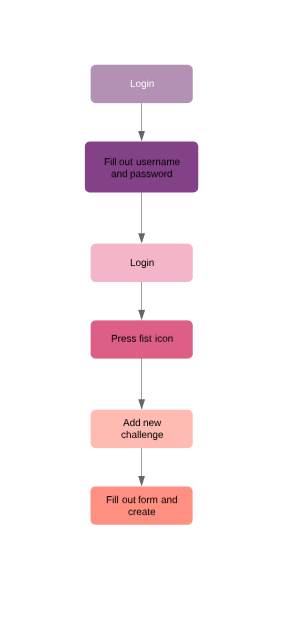 Login
Fill out username
and password
Login
Press fist icon
Add new
challenge
Fill out form and
create